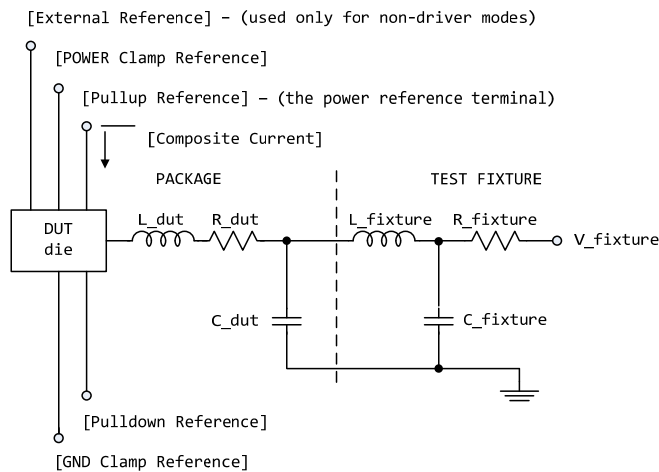 [External Reference] – (used only for non-driver modes)
[POWER Clamp Reference]
[Pullup Reference] – (the power reference terminal)
[Composite Current]
PACKAGE
TEST FIXTURE
L_dut
R_dut
L_fixture
R_fixture
DUT
die
V_fixture
C_dut
C_fixture
[Pulldown Reference]
[GND Clamp Reference]